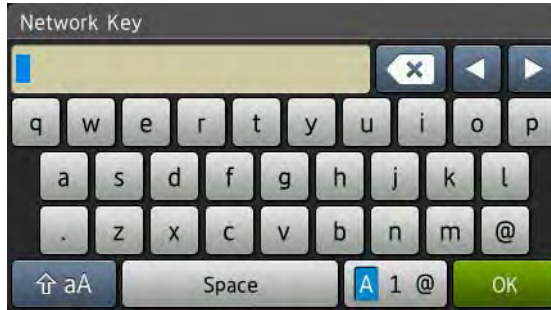 Network Key
q w e r t y u i o p
a s d f g h j k l
. z x c v b n m @
aA Space A 1 @ OK